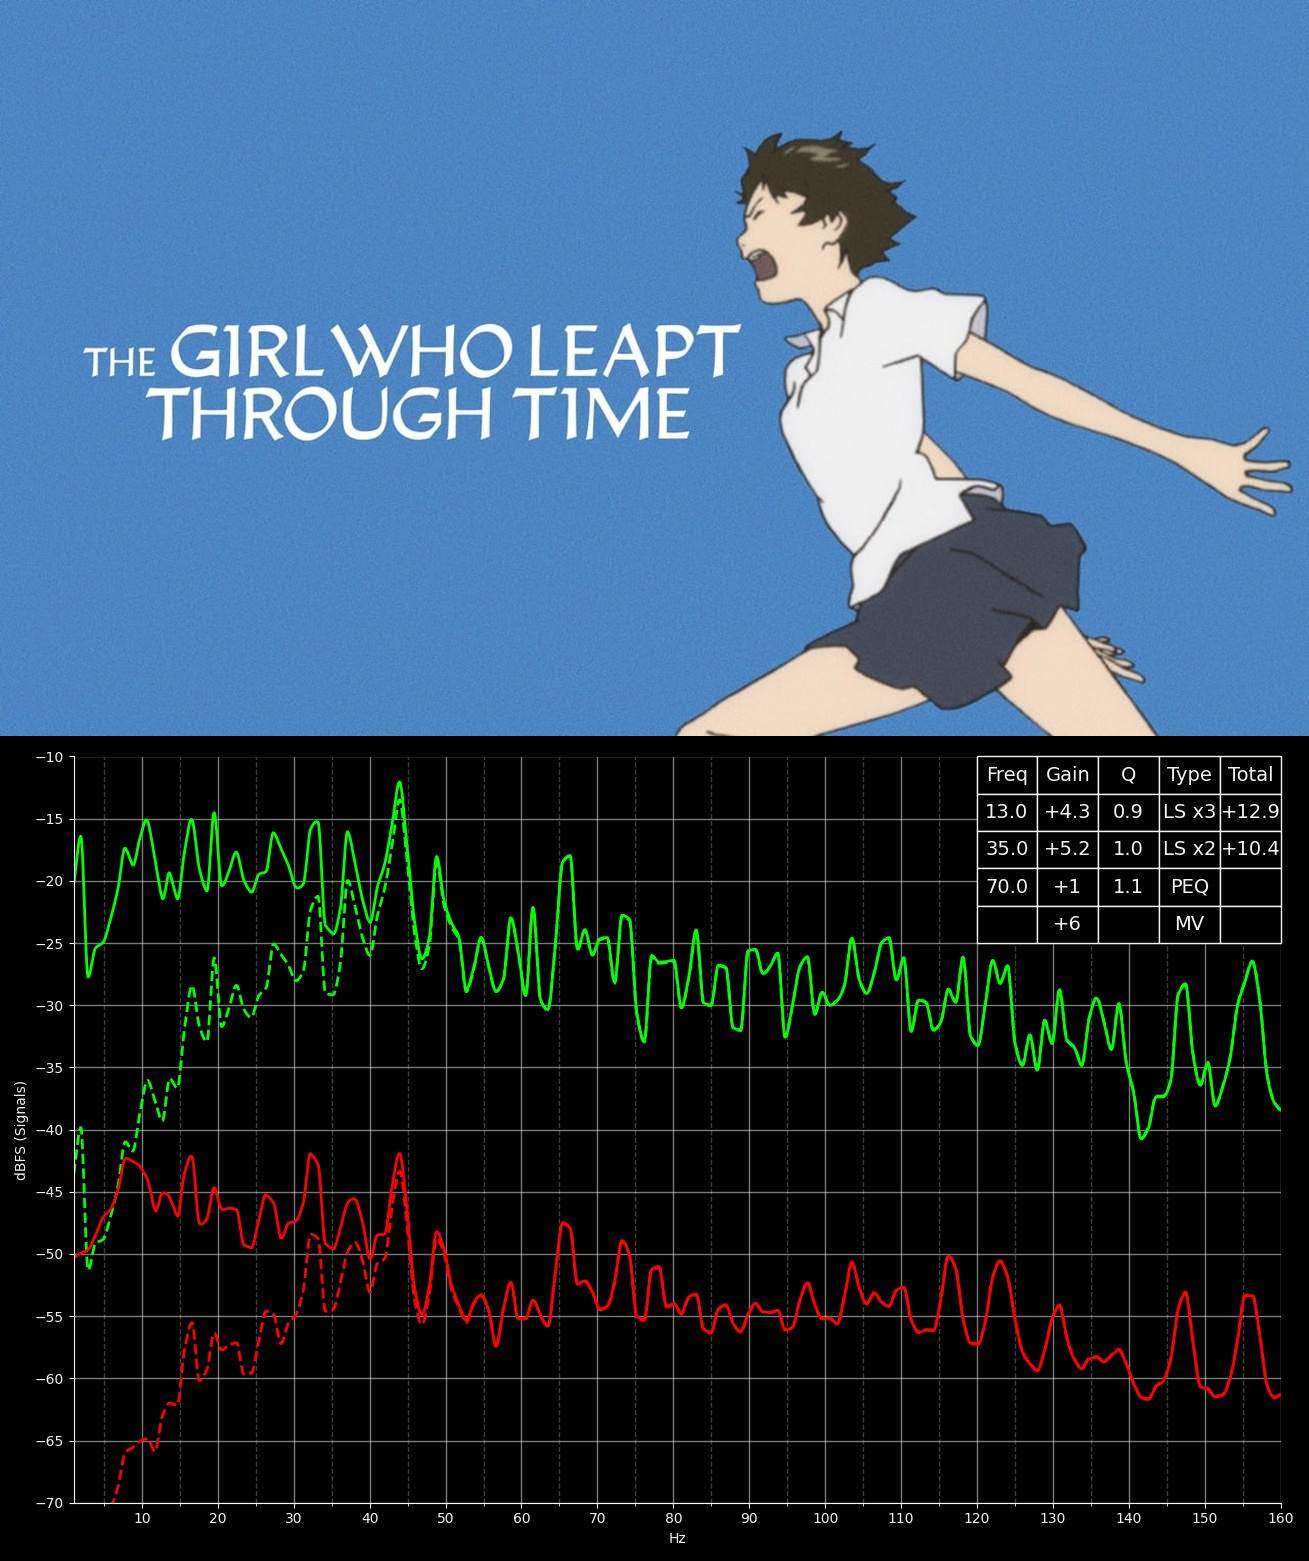 THE GIRL WHO LEAPT
THROUGH TIME
Freq Gain Q Type Total
13.0 +4.3 0.9 LS x3 +12.9
35.0 +5.2 1.0 LS x2 +10.4
70.0 +1 1.1 PEQ
+6 MV
−10
−15
−20
−25
−30
−35
−40
−45
−50
−55
−60
−65
−70
dBFS (Signals)
10 20 30 40 50 60 70 80 90 100 110 120 130 140 150 160
Hz